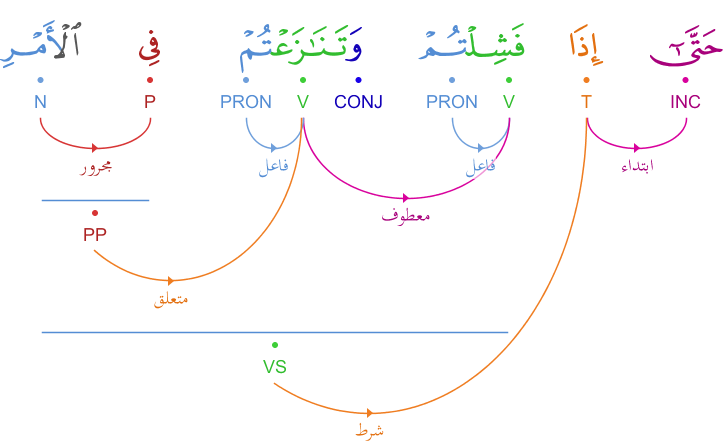 حَتَّىٰٓ إِذَا فَشِلْتُمْ وَتَنَـٰزَعْتُمْ فِى ٱلْأَمْرِ
INC T V PRON CONJ V PRON P N
ابتداء فاعل فاعل مجرور
معطوف
PP
متعلق
VS
شرط